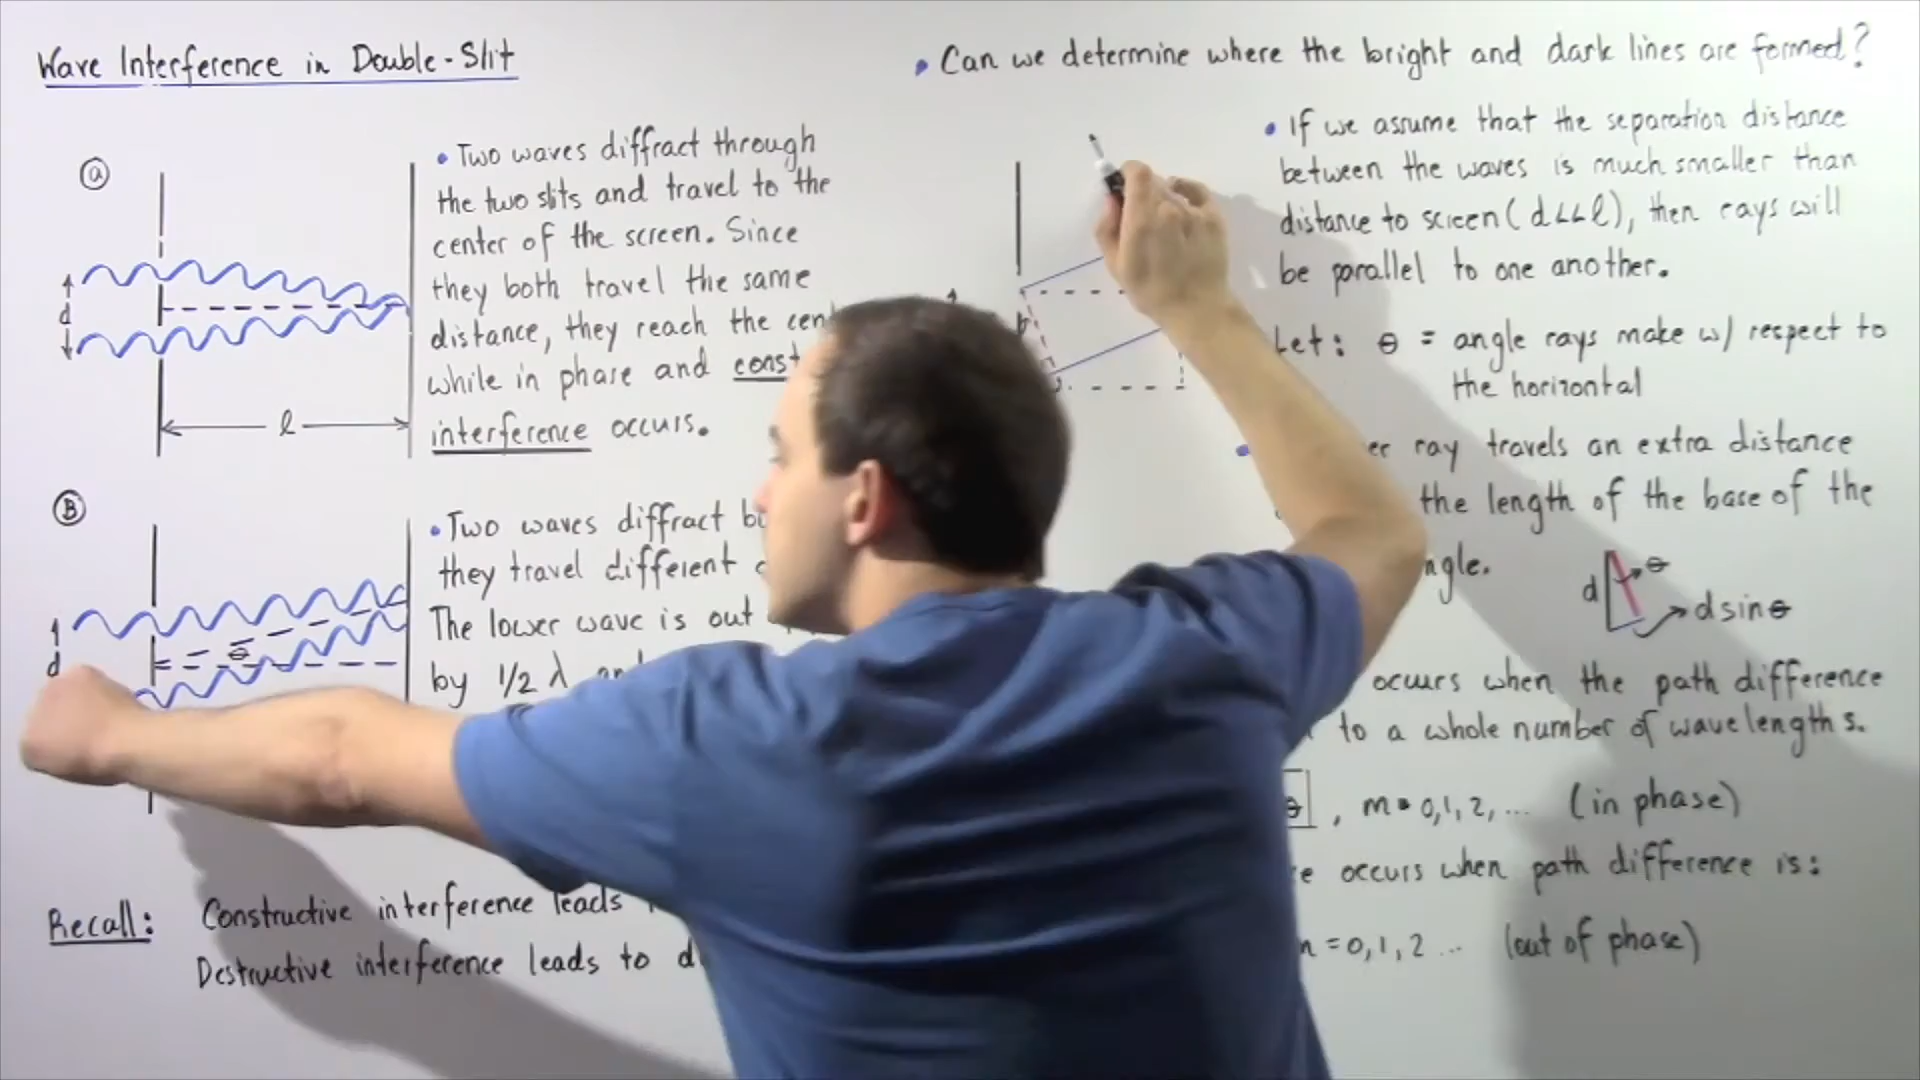 Wave Interference in Double-Slit
a
d
l
• Two waves diffract through
the two slits and travel to the
center of the screen. Since
they both travel the same
distance, they reach the
while in phase and
interference occurs.
B
d
θ
• Two waves diffract
they travel different
The lower wave is out
by 1/2 λ
Recall: Constructive interference leads
Destructive interference leads to
• Can we determine where the bright and dark lines are formed?
• If we assume that the separation distance
between the waves is much smaller than
distance to screen (d<<l), then rays will
be parallel to one another.
Let: θ = angle rays make w/ respect to
the horizontal
ray travels an extra distance
the length of the base of the
d θ
d sin θ
occurs when the path difference
to a whole number of wavelengths.
θ , m = 0,1,2,... (in phase)
occurs when path difference is:
= 0,1,2... (out of phase)